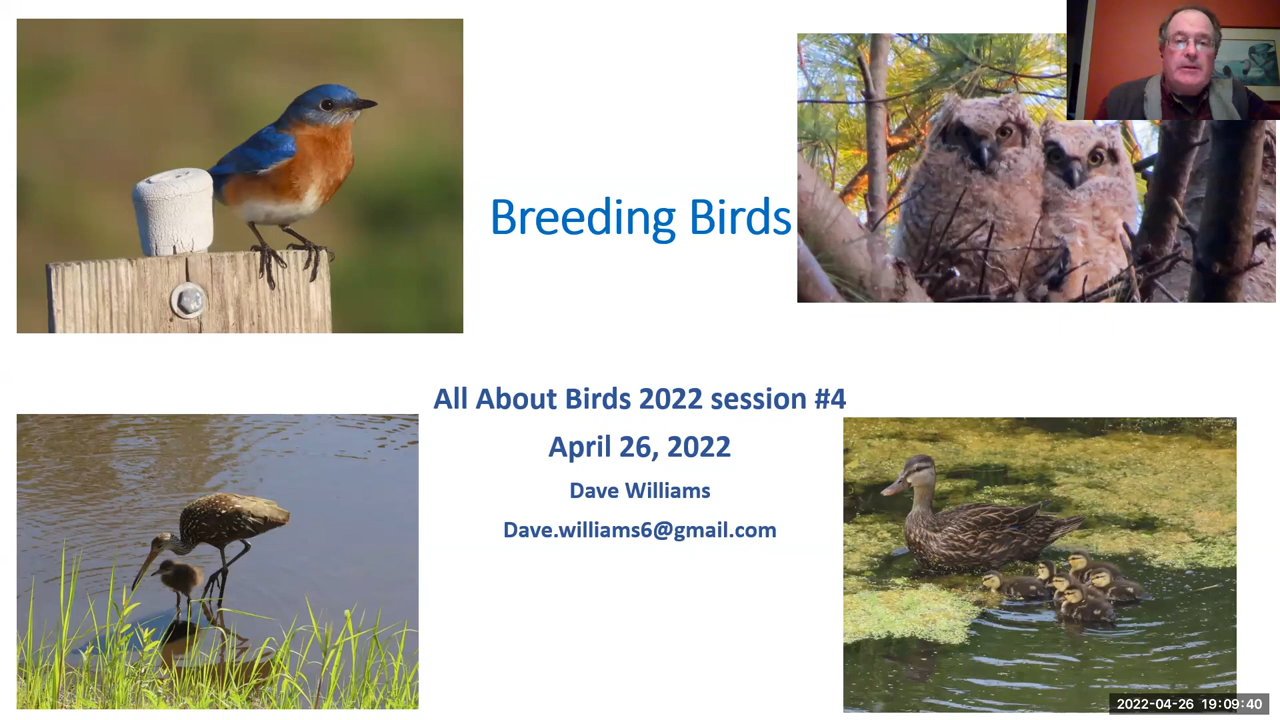 Breeding Birds
All About Birds 2022 session #4
April 26, 2022
Dave Williams
Dave.williams6@gmail.com
2022-04-26 19:09:40